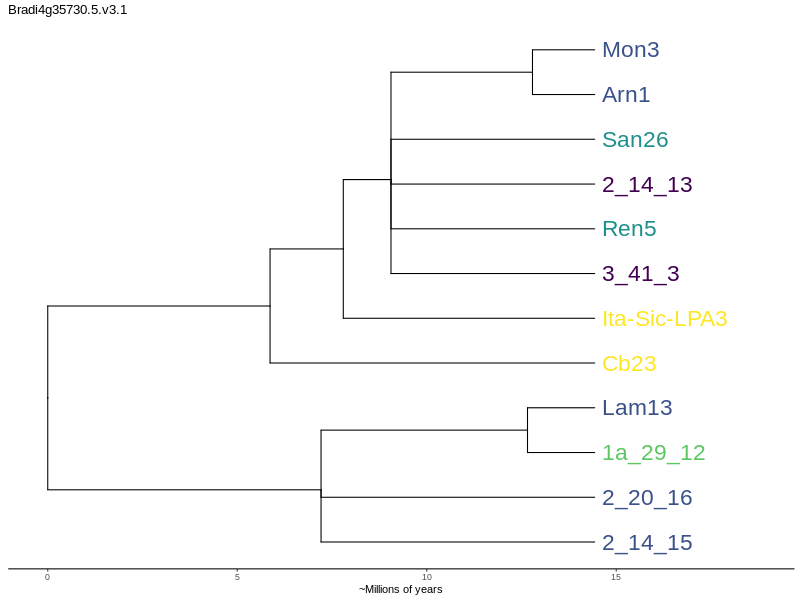 Bradi4g35730.5.v3.1
Mon3
Arn1
San26
2_14_13
Ren5
3_41_3
Ita-Sic-LPA3
Cb23
Lam13
1a_29_12
2_20_16
2_14_15
0 5 10 15
~Millions of years